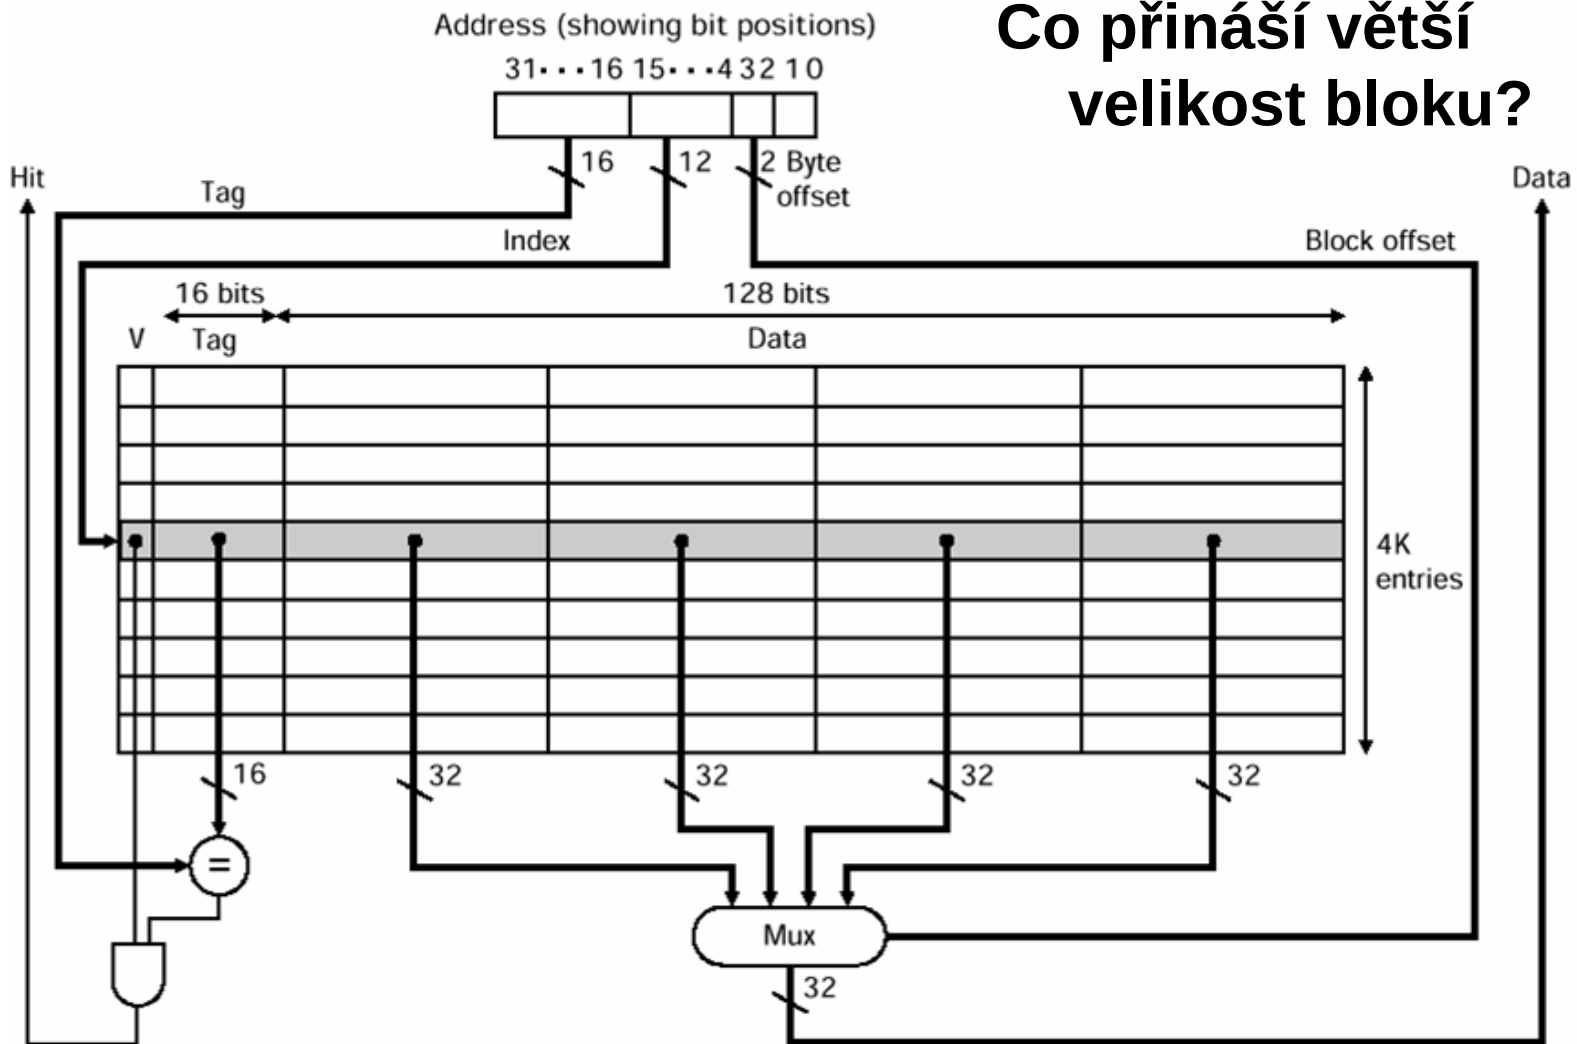 Co přináší větší
velikost bloku?
Address (showing bit positions)
31···16 15···4 3 2 1 0
16
12
2 Byte
offset
Hit
Tag
Data
Index
Block offset
16 bits
128 bits
V
Tag
Data
4K
entries
16
32
32
32
32
=
Mux
32